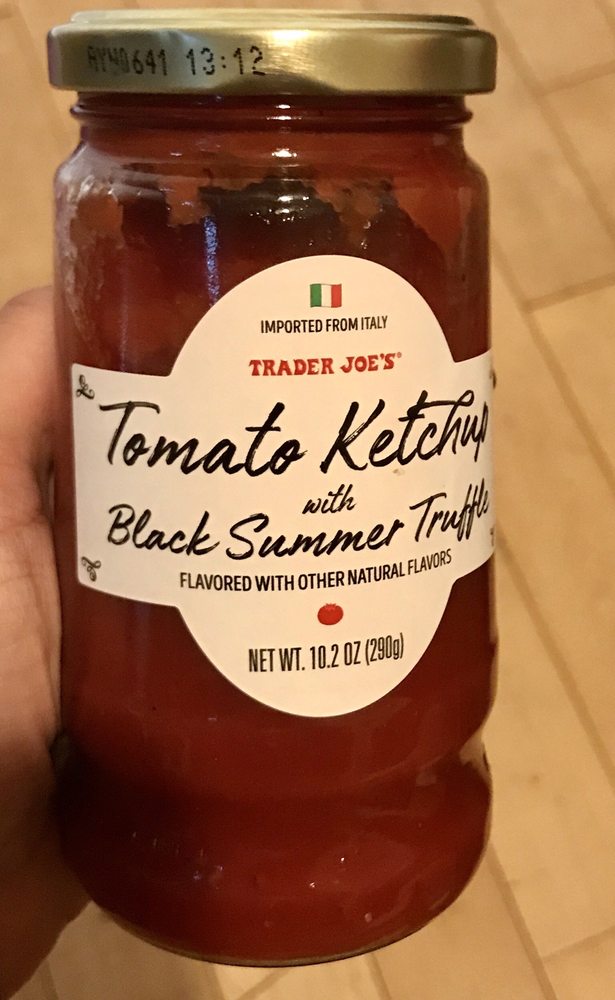 13:12
IMPORTED FROM ITALY
TRADER JOE'S®
Tomato Ketchup
with
Black Summer Truffle
FLAVORED WITH OTHER NATURAL FLAVORS
NET WT. 10.2 OZ (290g)